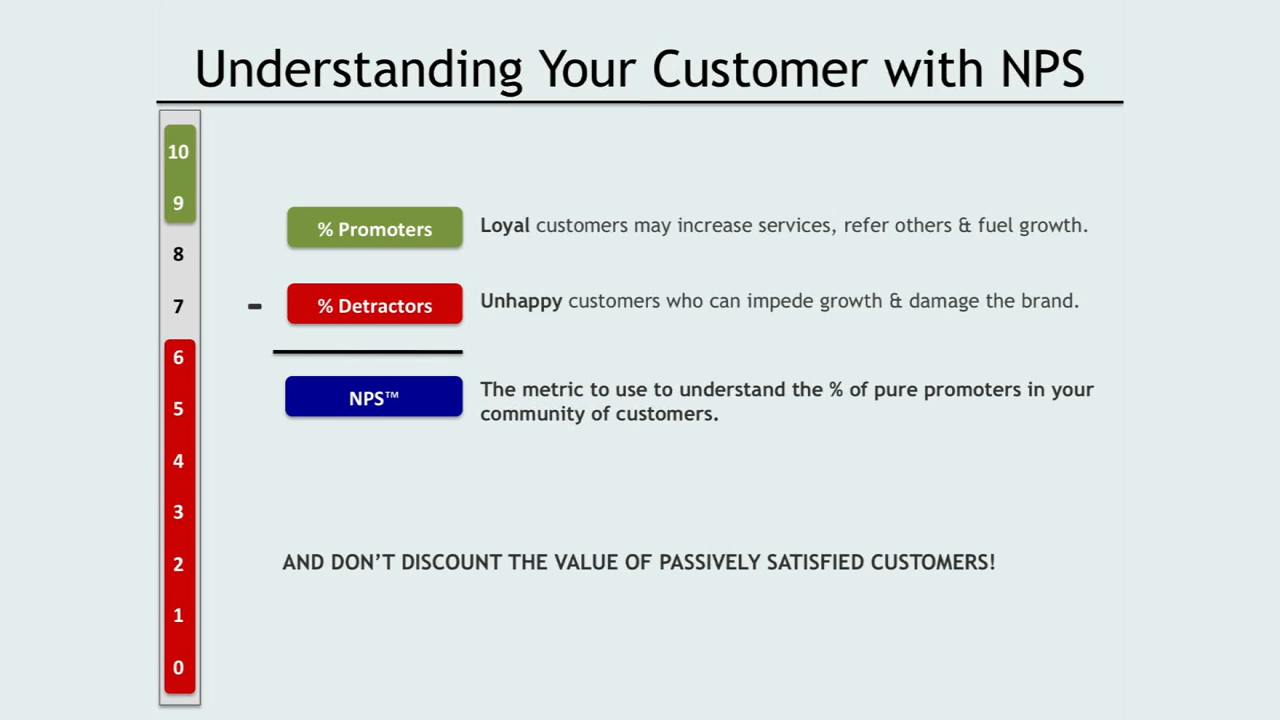 Understanding Your Customer with NPS
10
9
8
7
6
5
4
3
2
1
0
% Promoters
Loyal customers may increase services, refer others & fuel growth.
-
% Detractors
Unhappy customers who can impede growth & damage the brand.
NPS™
The metric to use to understand the % of pure promoters in your
community of customers.
AND DON'T DISCOUNT THE VALUE OF PASSIVELY SATISFIED CUSTOMERS!